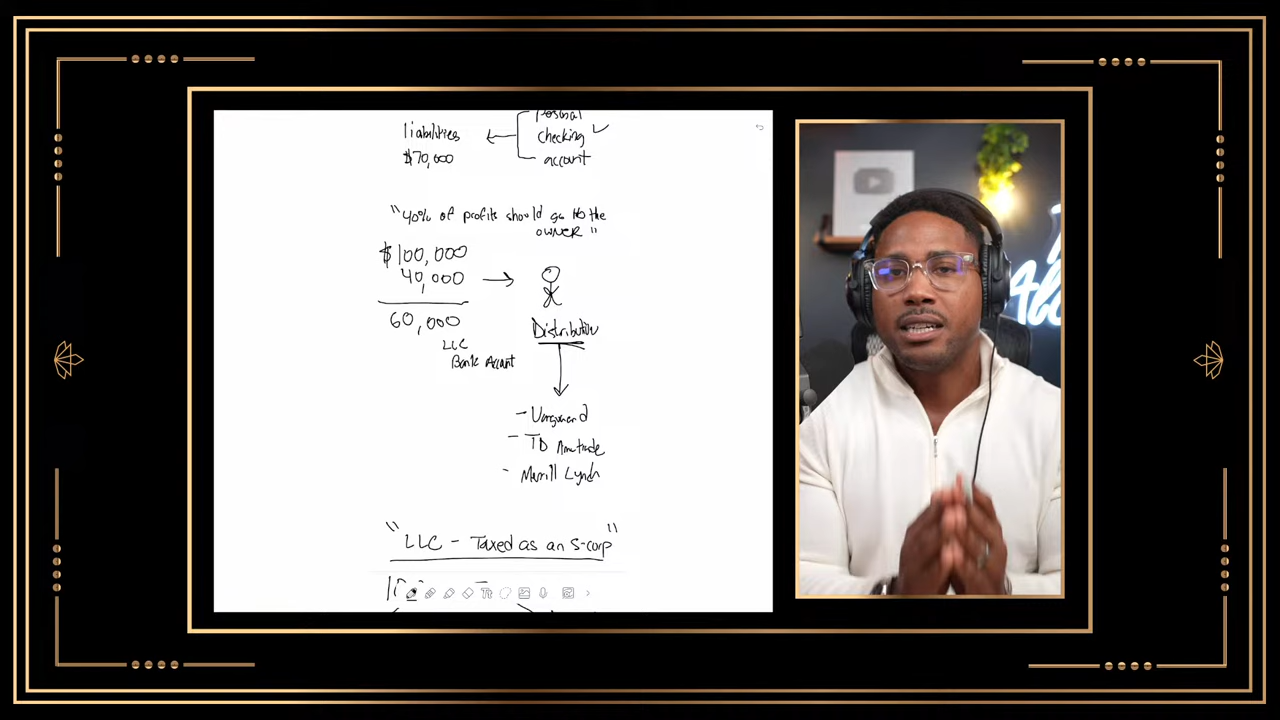 Personal
liabilities
checking
$70,000
account
"40% of profits should go to the
OWNER"
$100,000
40,000
60,000
Distribution
LLC
Bank Account
- Vanguard
- TD Ameritrade
- Merrill Lynch
"LLC - Taxed as an S-corp"